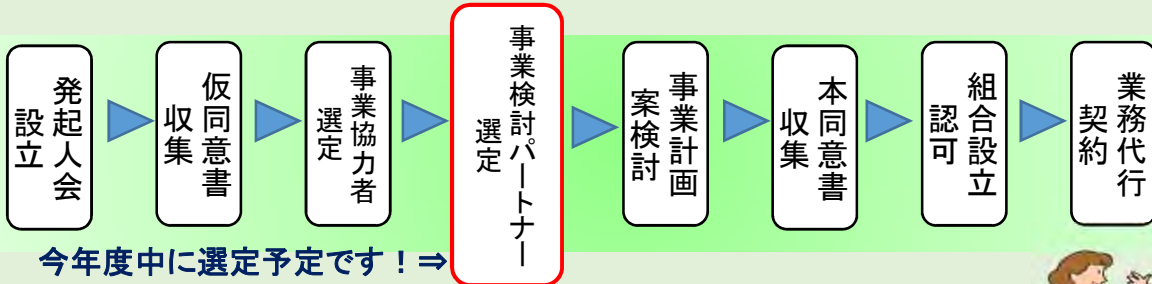 発起人会
設立
仮同意書
収集
事業協力者
選定
事業検討パートナー
選定
事業計画
案検討
本同意書
収集
組合設立
認可
業務代行
契約
今年度中に選定予定です！⇒